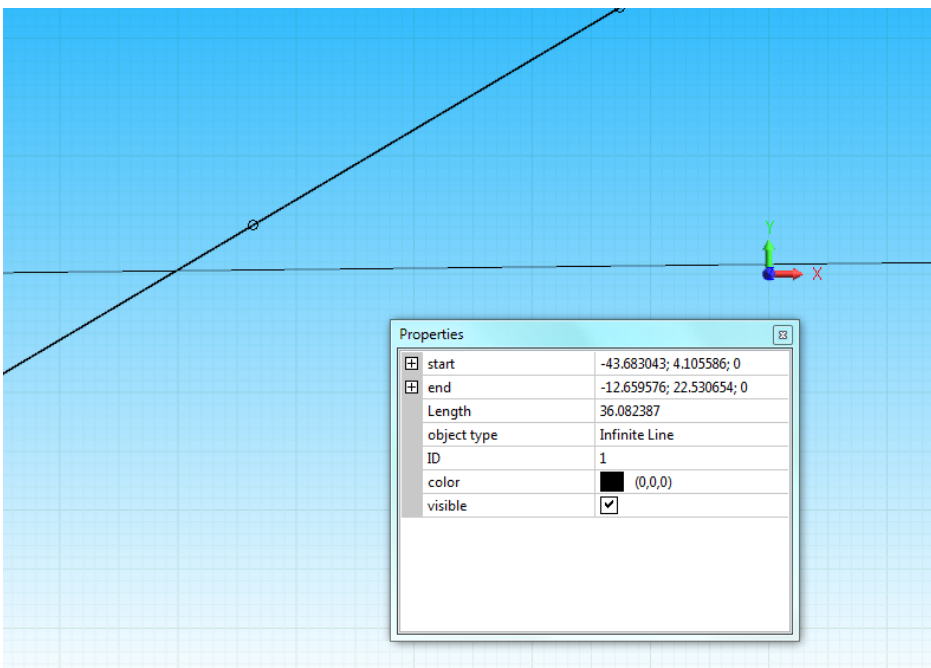 Y
X
Properties
start -43.683043; 4.105586; 0
end -12.659576; 22.530654; 0
Length 36.082387
object type Infinite Line
ID 1
color (0,0,0)
visible